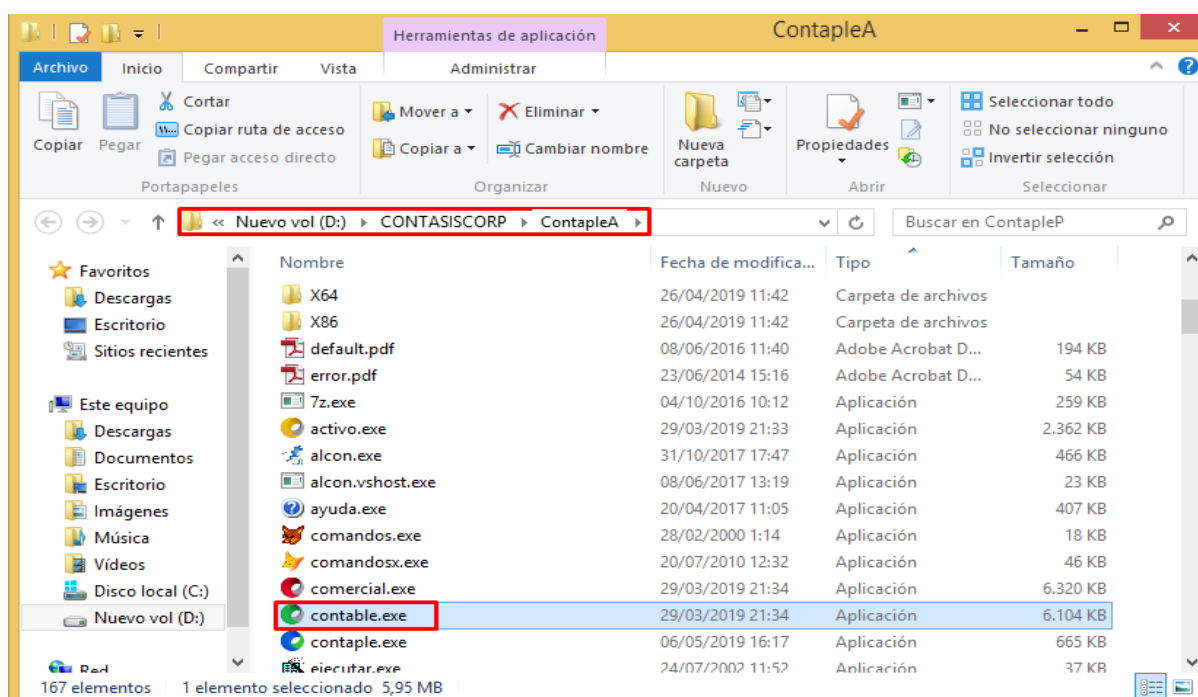 ContapleA
Herramientas de aplicación
Archivo Inicio Compartir Vista Administrar
Copiar
Pegar
Cortar
Copiar ruta de acceso
Pegar acceso directo
Portapapeles
Mover a
Copiar a
Eliminar
Cambiar nombre
Organizar
Nueva
carpeta
Nuevo
Propiedades
Abrir
Seleccionar todo
No seleccionar ninguno
Invertir selección
Seleccionar
« Nuevo vol (D:) CONTASISCORP ContapleA
Buscar en ContapleP
Favoritos
Descargas
Escritorio
Sitios recientes
Este equipo
Descargas
Documentos
Escritorio
Imágenes
Música
Vídeos
Disco local (C:)
Nuevo vol (D:)
Red
Nombre Fecha de modifica... Tipo Tamaño
X64 26/04/2019 11:42 Carpeta de archivos
X86 26/04/2019 11:42 Carpeta de archivos
default.pdf 08/06/2016 11:40 Adobe Acrobat D... 194 KB
error.pdf 23/06/2014 15:16 Adobe Acrobat D... 54 KB
7z.exe 04/10/2016 10:12 Aplicación 259 KB
activo.exe 29/03/2019 21:33 Aplicación 2.362 KB
alcon.exe 31/10/2017 17:47 Aplicación 466 KB
alcon.vshost.exe 08/06/2017 13:19 Aplicación 23 KB
ayuda.exe 20/04/2017 11:05 Aplicación 407 KB
comandos.exe 28/02/2000 1:14 Aplicación 18 KB
comandosx.exe 20/07/2010 12:32 Aplicación 46 KB
comercial.exe 29/03/2019 21:34 Aplicación 6.320 KB
contable.exe 29/03/2019 21:34 Aplicación 6.104 KB
contaple.exe 06/05/2019 16:17 Aplicación 665 KB
ejecutar.exe 24/07/2002 11:52 Aplicación 37 KB
167 elementos 1 elemento seleccionado 5,95 MB